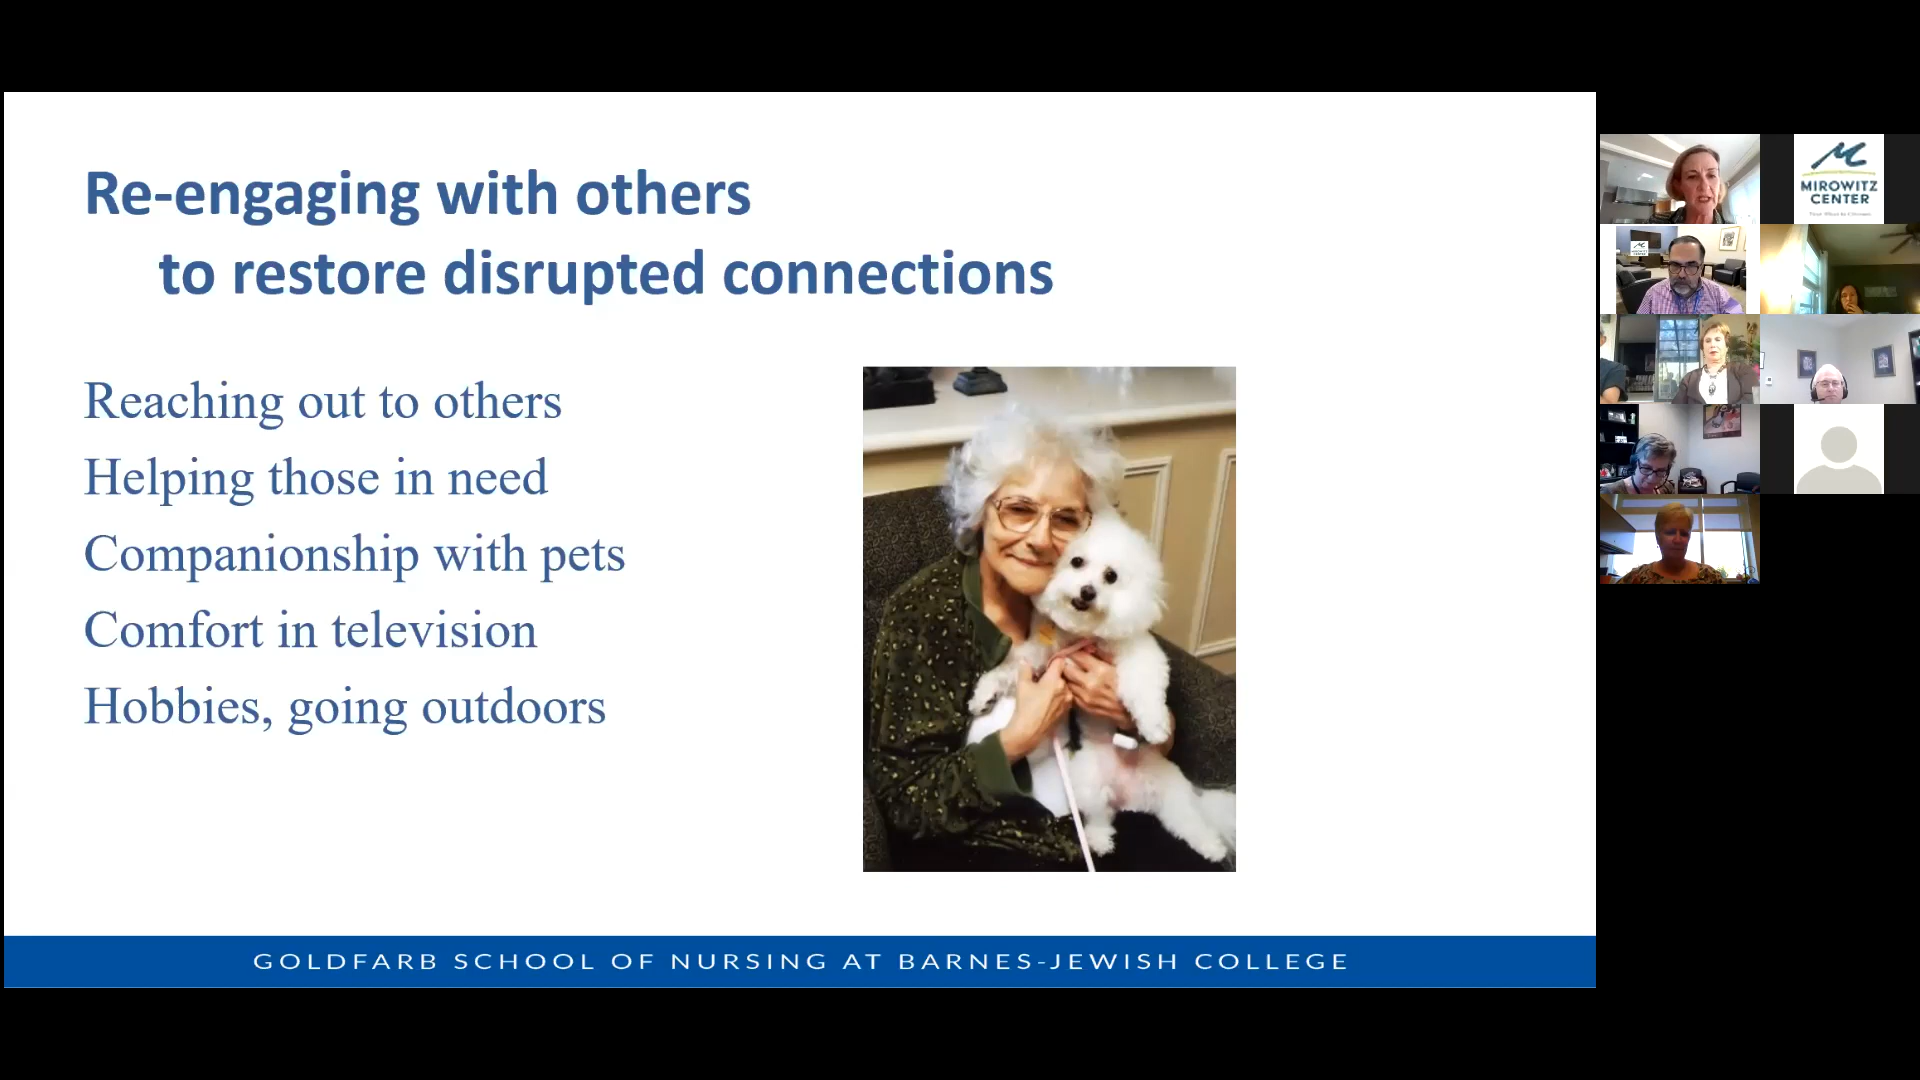 Re-engaging with others
to restore disrupted connections
Reaching out to others
Helping those in need
Companionship with pets
Comfort in television
Hobbies, going outdoors
GOLDFARB SCHOOL OF NURSING AT BARNES-JEWISH COLLEGE
MIROWITZ
CENTER